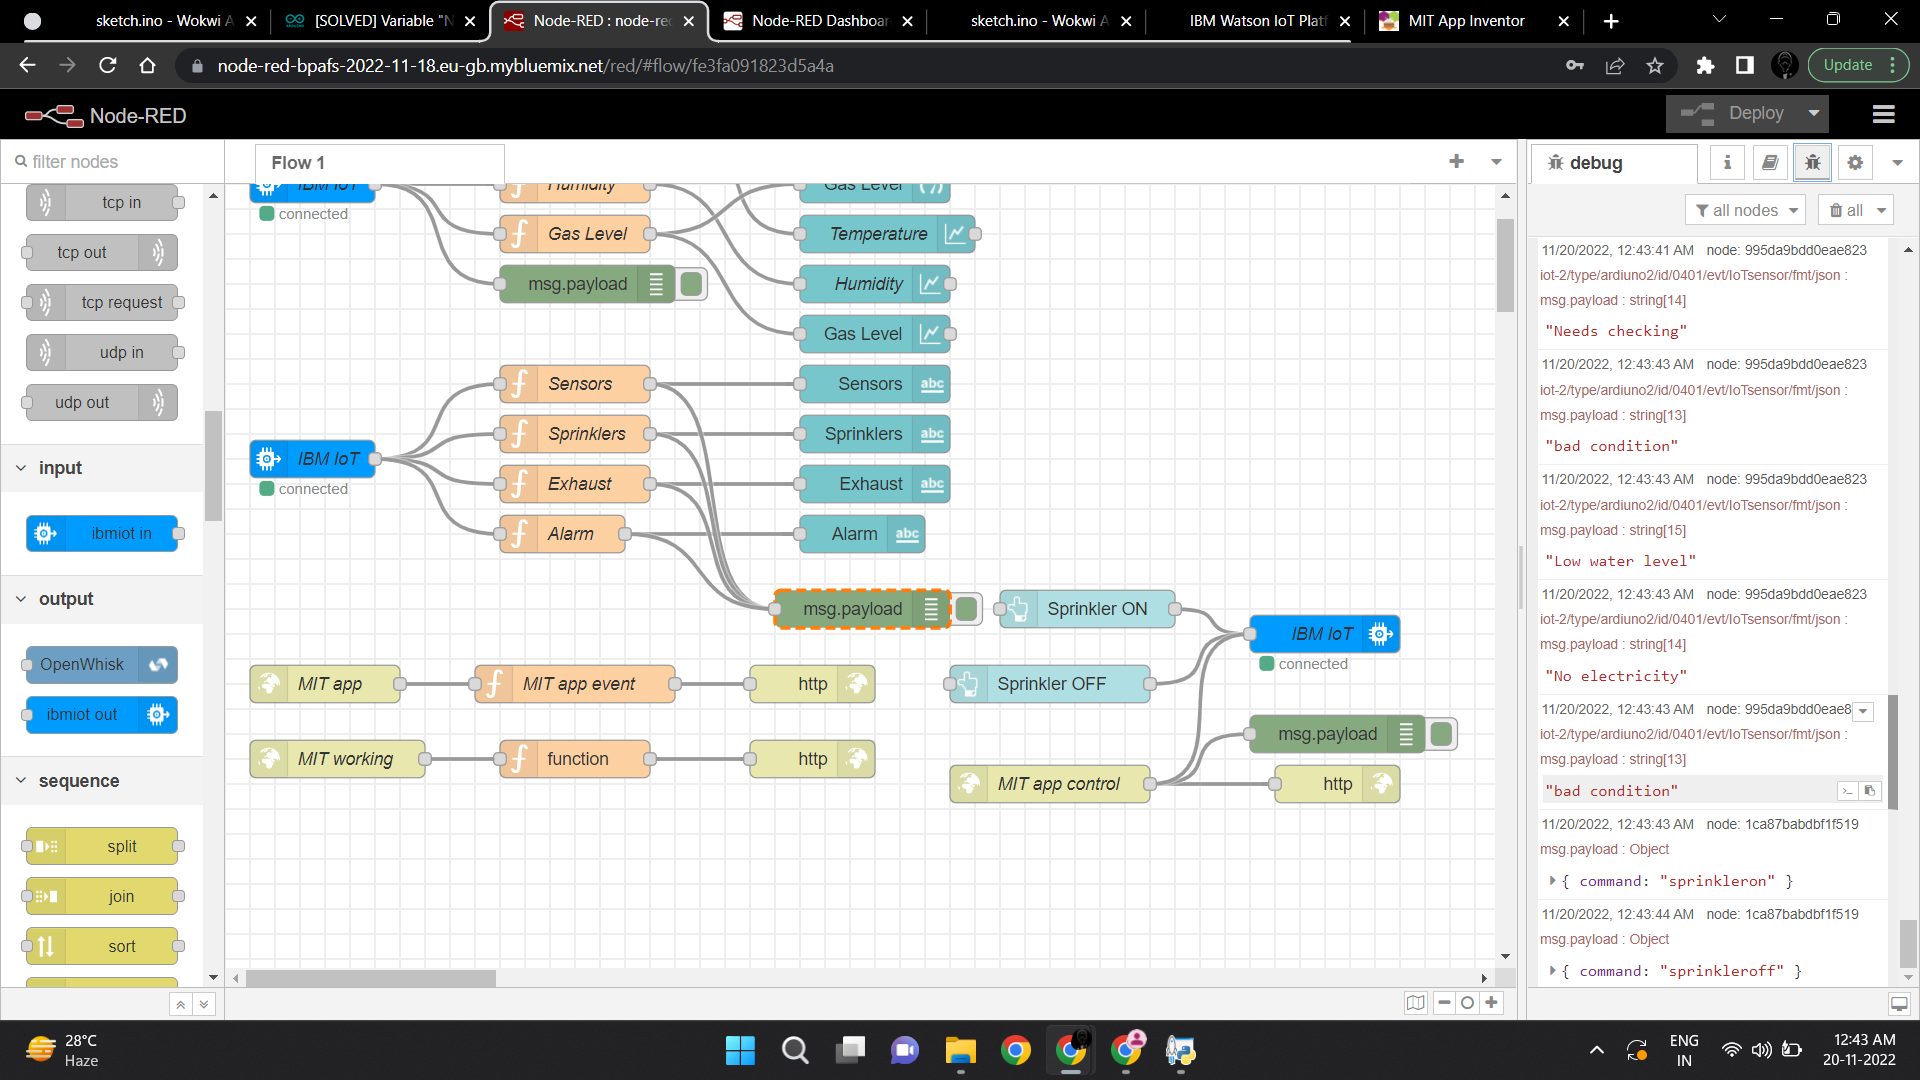 sketch.ino - Wokwi A
[SOLVED] Variable "N
Node-RED : node-red
Node-RED Dashboar
sketch.ino - Wokwi A
IBM Watson IoT Platf
MIT App Inventor
node-red-bpafs-2022-11-18.eu-gb.mybluemix.net/red/#flow/fe3fa091823d5a4a
Update
Node-RED
Deploy
filter nodes
Flow 1
debug
i
all nodes
all
tcp in
tcp out
tcp request
udp in
udp out
input
ibmiot in
output
OpenWhisk
ibmiot out
sequence
split
join
sort
IBM IoT
connected
Humidity
Gas Level
msg.payload
Gas Level
Temperature
Humidity
Gas Level
IBM IoT
connected
Sensors
Sprinklers
Exhaust
Alarm
Sensors abc
Sprinklers abc
Exhaust abc
Alarm abc
msg.payload
Sprinkler ON
IBM IoT
connected
MIT app
MIT app event
http
Sprinkler OFF
msg.payload
MIT working
function
http
MIT app control
http
11/20/2022, 12:43:41 AM node: 995da9bdd0eae823
iot-2/type/ardiuno2/id/0401/evt/IoTsensor/fmt/json :
msg.payload : string[14]
"Needs checking"
11/20/2022, 12:43:43 AM node: 995da9bdd0eae823
iot-2/type/ardiuno2/id/0401/evt/IoTsensor/fmt/json :
msg.payload : string[13]
"bad condition"
11/20/2022, 12:43:43 AM node: 995da9bdd0eae823
iot-2/type/ardiuno2/id/0401/evt/IoTsensor/fmt/json :
msg.payload : string[15]
"Low water level"
11/20/2022, 12:43:43 AM node: 995da9bdd0eae823
iot-2/type/ardiuno2/id/0401/evt/IoTsensor/fmt/json :
msg.payload : string[14]
"No electricity"
11/20/2022, 12:43:43 AM node: 995da9bdd0eae8
iot-2/type/ardiuno2/id/0401/evt/IoTsensor/fmt/json :
msg.payload : string[13]
"bad condition"
11/20/2022, 12:43:43 AM node: 1ca87babdbf1f519
msg.payload : Object
{ command: "sprinkleron" }
11/20/2022, 12:43:44 AM node: 1ca87babdbf1f519
msg.payload : Object
{ command: "sprinkleroff" }
28°C
Haze
ENG
IN
12:43 AM
20-11-2022